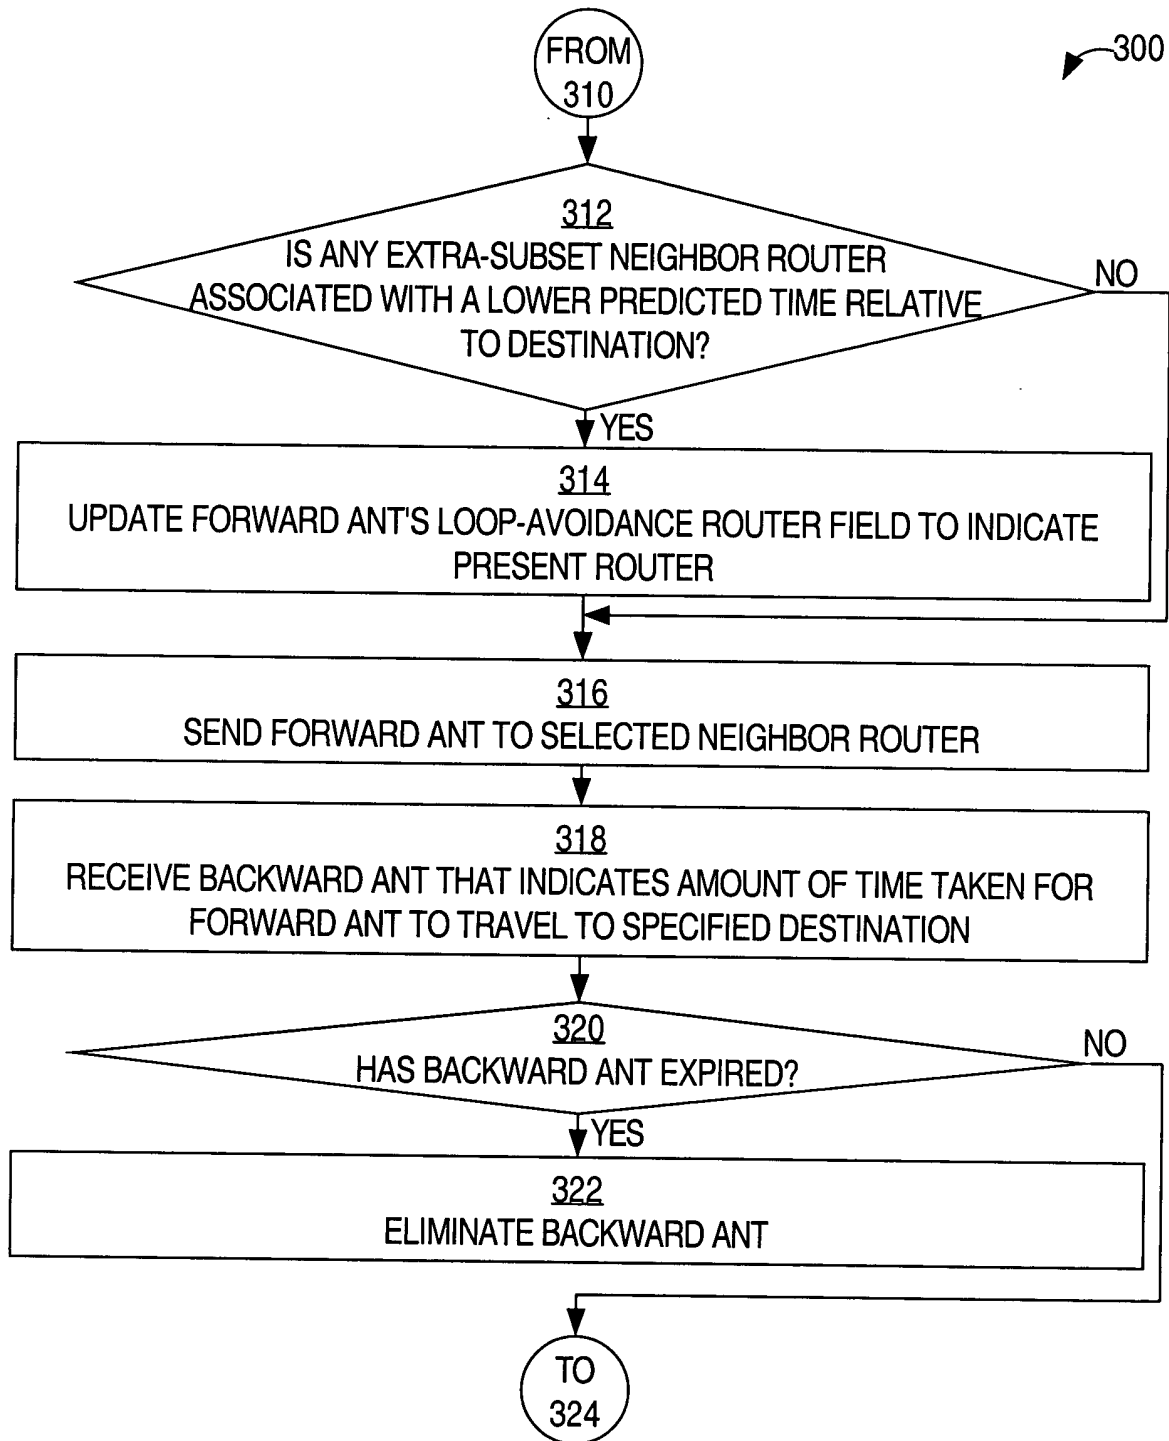 FROM
310
300
312
IS ANY EXTRA-SUBSET NEIGHBOR ROUTER
ASSOCIATED WITH A LOWER PREDICTED TIME RELATIVE
TO DESTINATION?
NO
YES
314
UPDATE FORWARD ANT'S LOOP-AVOIDANCE ROUTER FIELD TO INDICATE
PRESENT ROUTER
316
SEND FORWARD ANT TO SELECTED NEIGHBOR ROUTER
318
RECEIVE BACKWARD ANT THAT INDICATES AMOUNT OF TIME TAKEN FOR
FORWARD ANT TO TRAVEL TO SPECIFIED DESTINATION
320
HAS BACKWARD ANT EXPIRED?
NO
YES
322
ELIMINATE BACKWARD ANT
TO
324